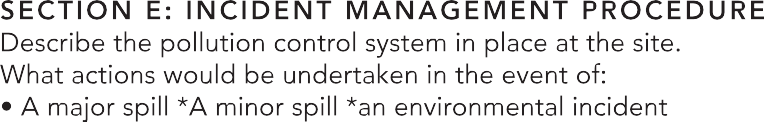 SECTION E: INCIDENT MANAGEMENT PROCEDURE
Describe the pollution control system in place at the site.
What actions would be undertaken in the event of:
• A major spill *A minor spill *an environmental incident